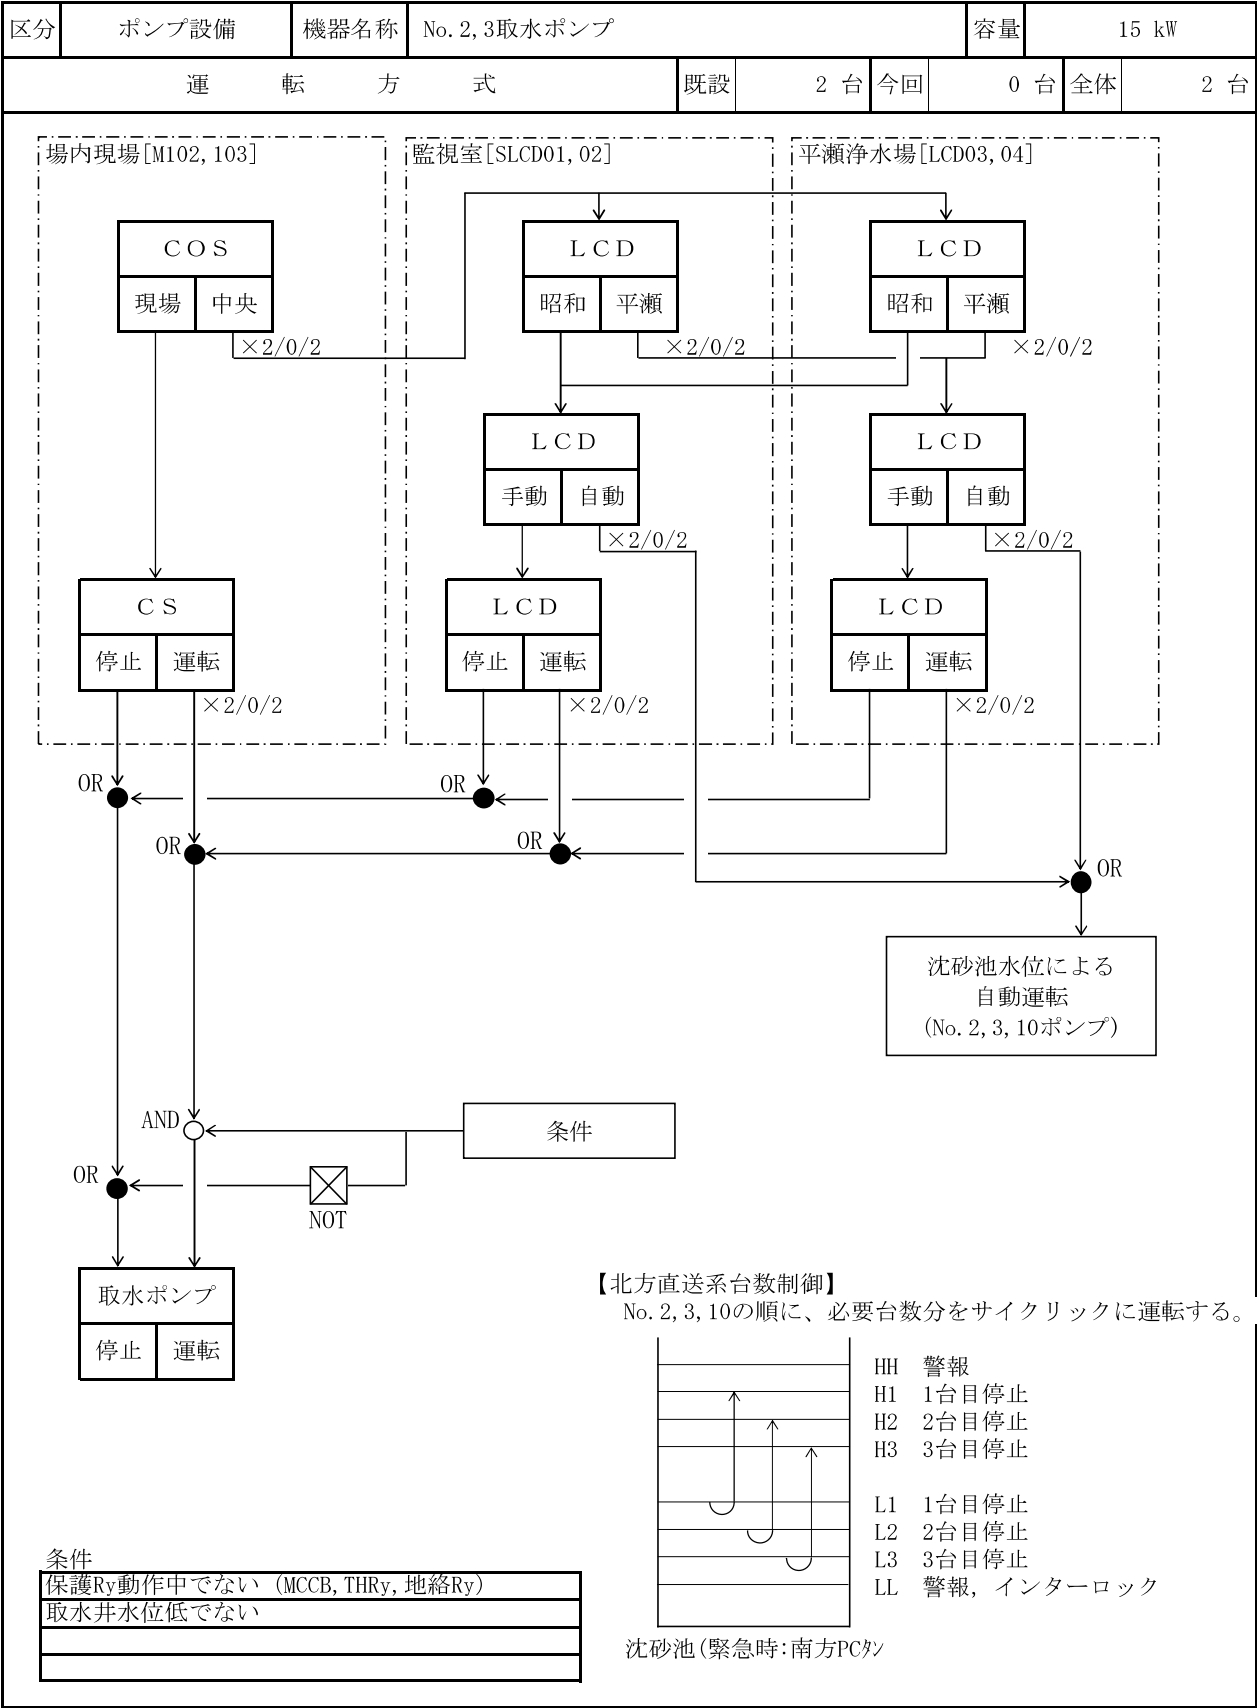 区分 ポンプ設備 機器名称 No.2,3取水ポンプ 容量 15 kW
運転方式 既設 2 台 今回 0 台 全体 2 台
場内現場[M102,103] 監視室[SLCD01,02] 平瀬浄水場[LCD03,04]
ＣＯＳ ＬＣＤ ＬＣＤ
現場 中央 昭和 平瀬 昭和 平瀬
×2/0/2 ×2/0/2 ×2/0/2
ＬＣＤ ＬＣＤ
手動 自動 手動 自動
×2/0/2 ×2/0/2
ＣＳ ＬＣＤ ＬＣＤ
停止 運転 停止 運転 停止 運転
×2/0/2 ×2/0/2 ×2/0/2
OR OR
OR OR
OR
沈砂池水位による
自動運転
(No.2,3,10ポンプ)
AND 条件
OR
NOT
取水ポンプ
停止 運転
【北方直送系台数制御】
No.2,3,10の順に、必要台数分をサイクリックに運転する。
HH 警報
H1 1台目停止
H2 2台目停止
H3 3台目停止
L1 1台目停止
L2 2台目停止
L3 3台目停止
LL 警報, インターロック
沈砂池(緊急時:南方PCﾀﾝ
条件
保護Ry動作中でない (MCCB,THRy,地絡Ry)
取水井水位低でない